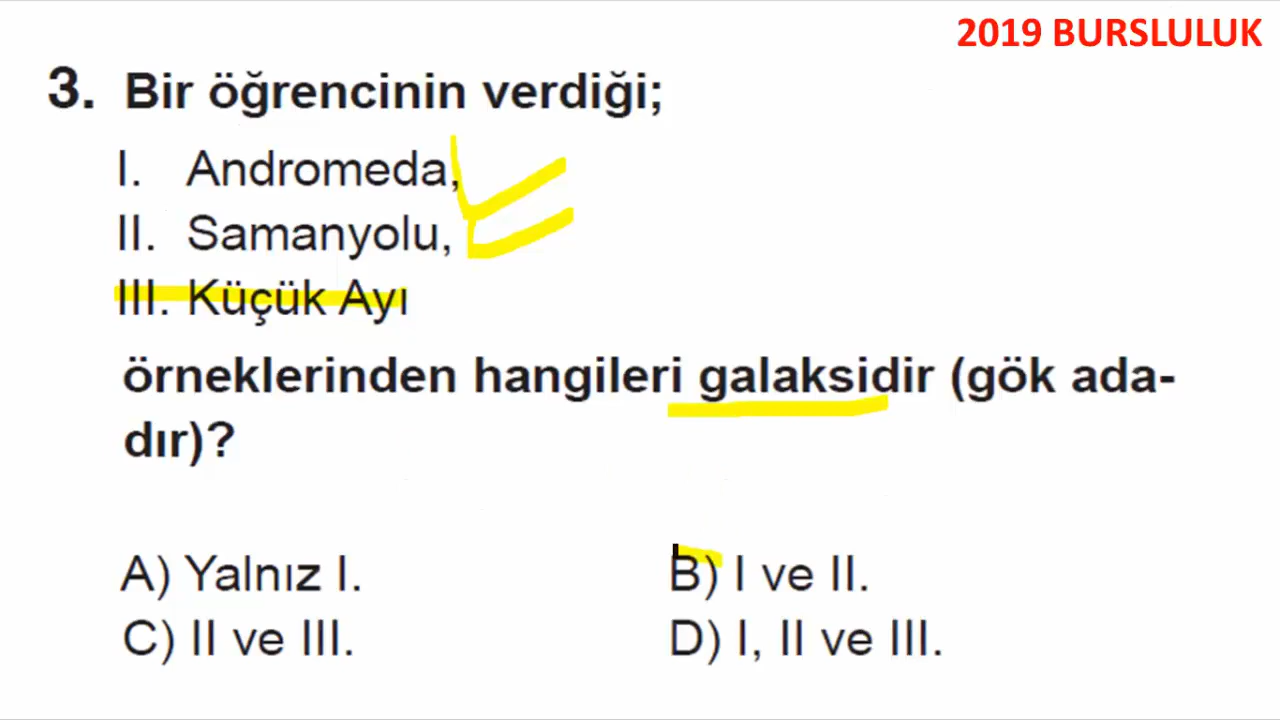 2019 BURSLULUK
3. Bir öğrencinin verdiği;
I. Andromeda,
II. Samanyolu,
III. Küçük Ayı
örneklerinden hangileri galaksidir (gök ada-
dır)?
A) Yalnız I. B) I ve II.
C) II ve III. D) I, II ve III.